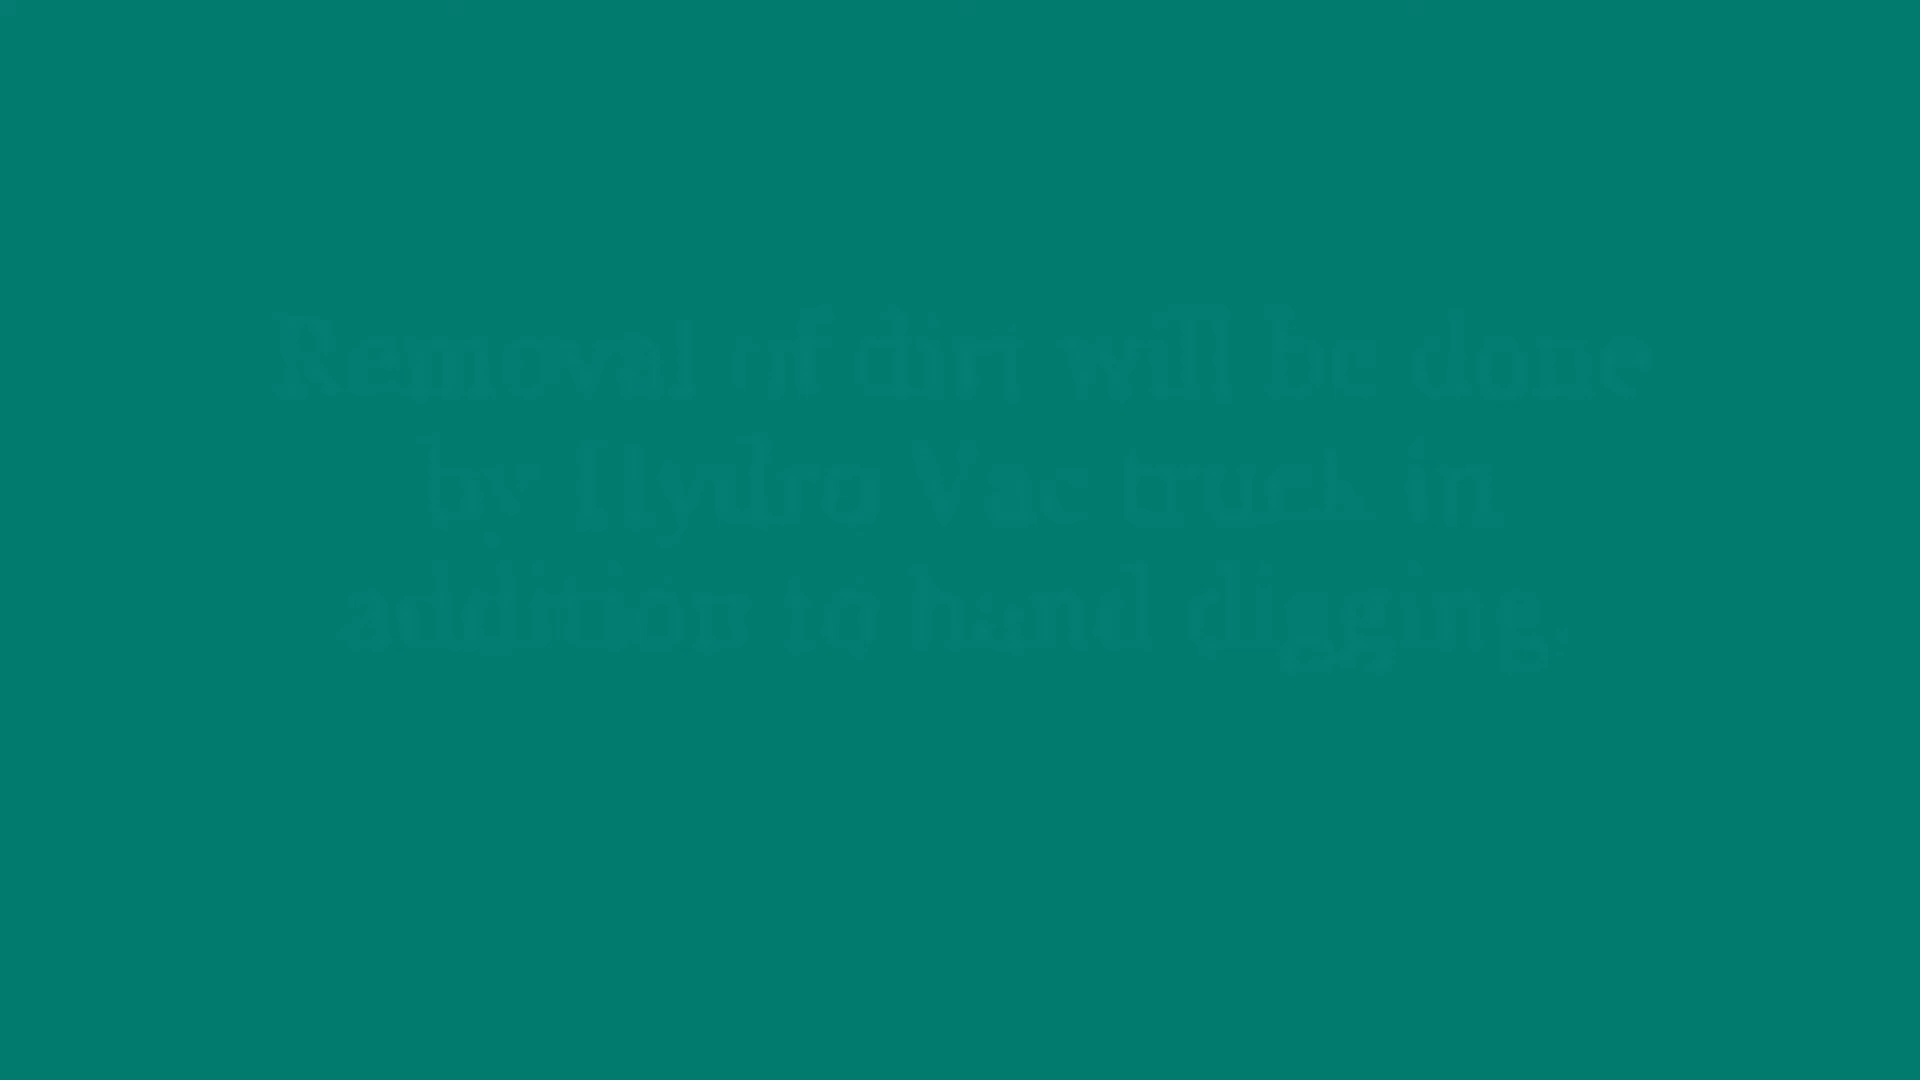 Removal of dirt will be done
by Hydro Vac truck in
addition to hand digging.